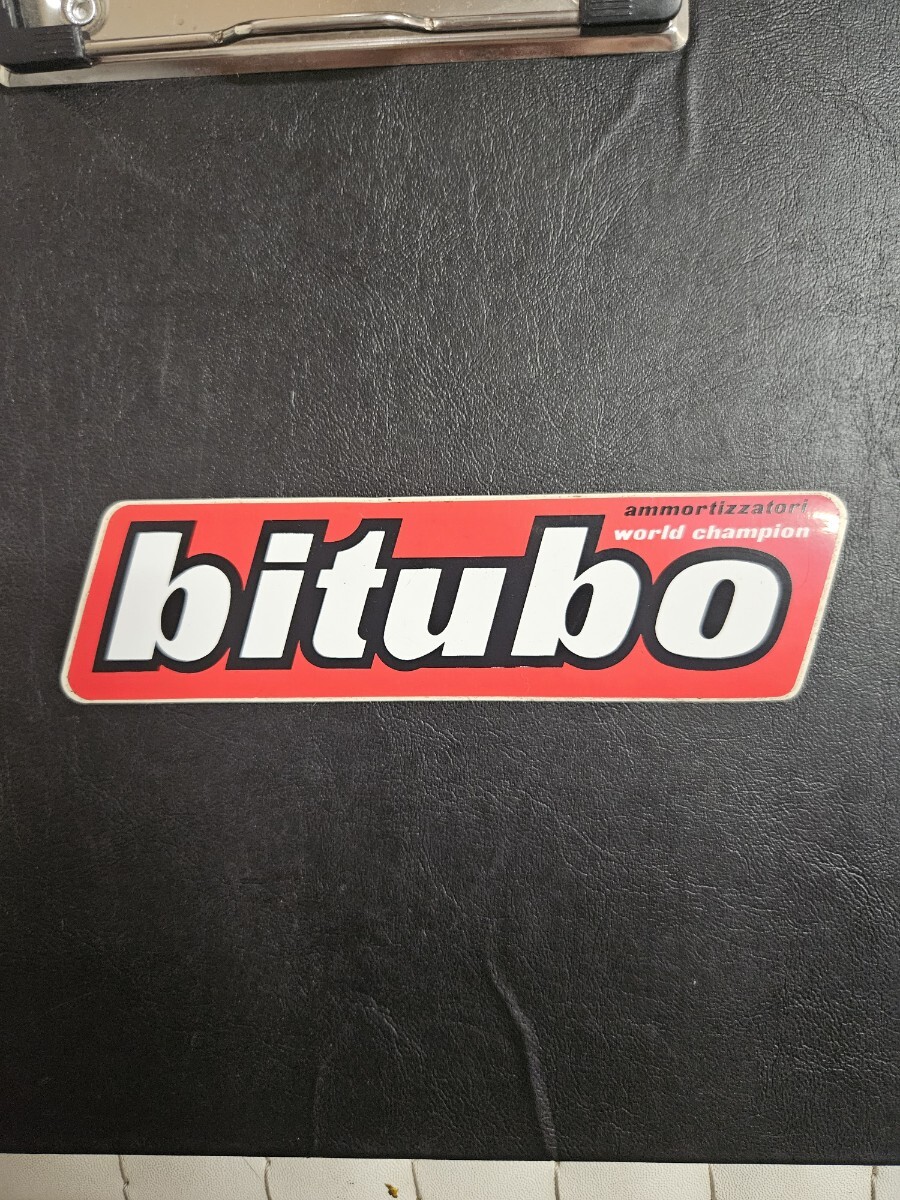 ammortizzatori
world champion
bitubo